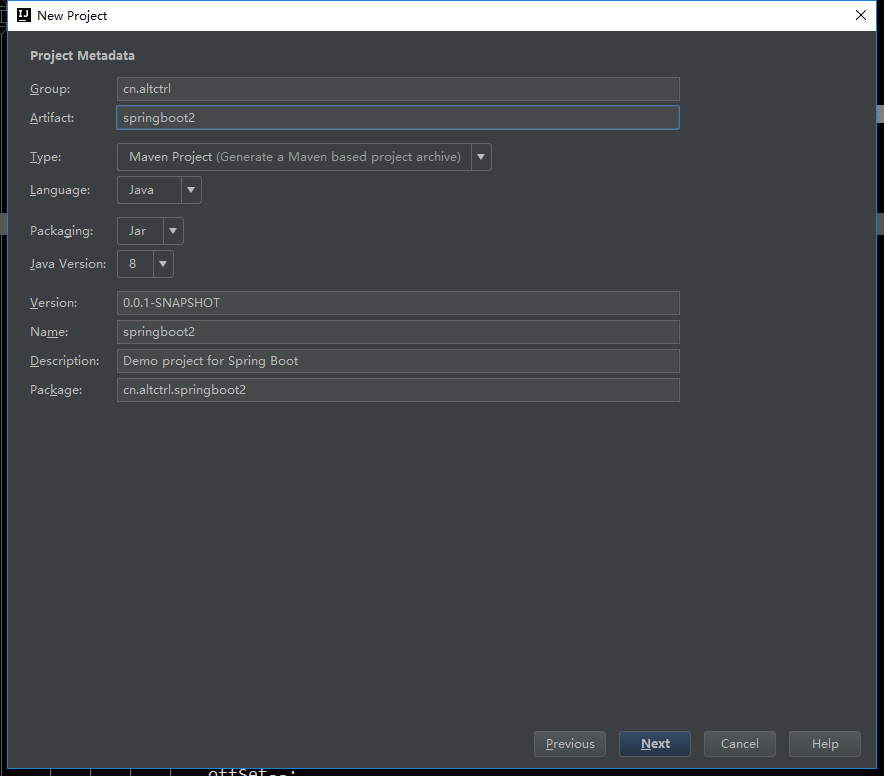 New Project
Project Metadata
Group: cn.altctrl
Artifact: springboot2
Type: Maven Project (Generate a Maven based project archive)
Language: Java
Packaging: Jar
Java Version: 8
Version: 0.0.1-SNAPSHOT
Name: springboot2
Description: Demo project for Spring Boot
Package: cn.altctrl.springboot2
Previous Next Cancel Help
offSet--;